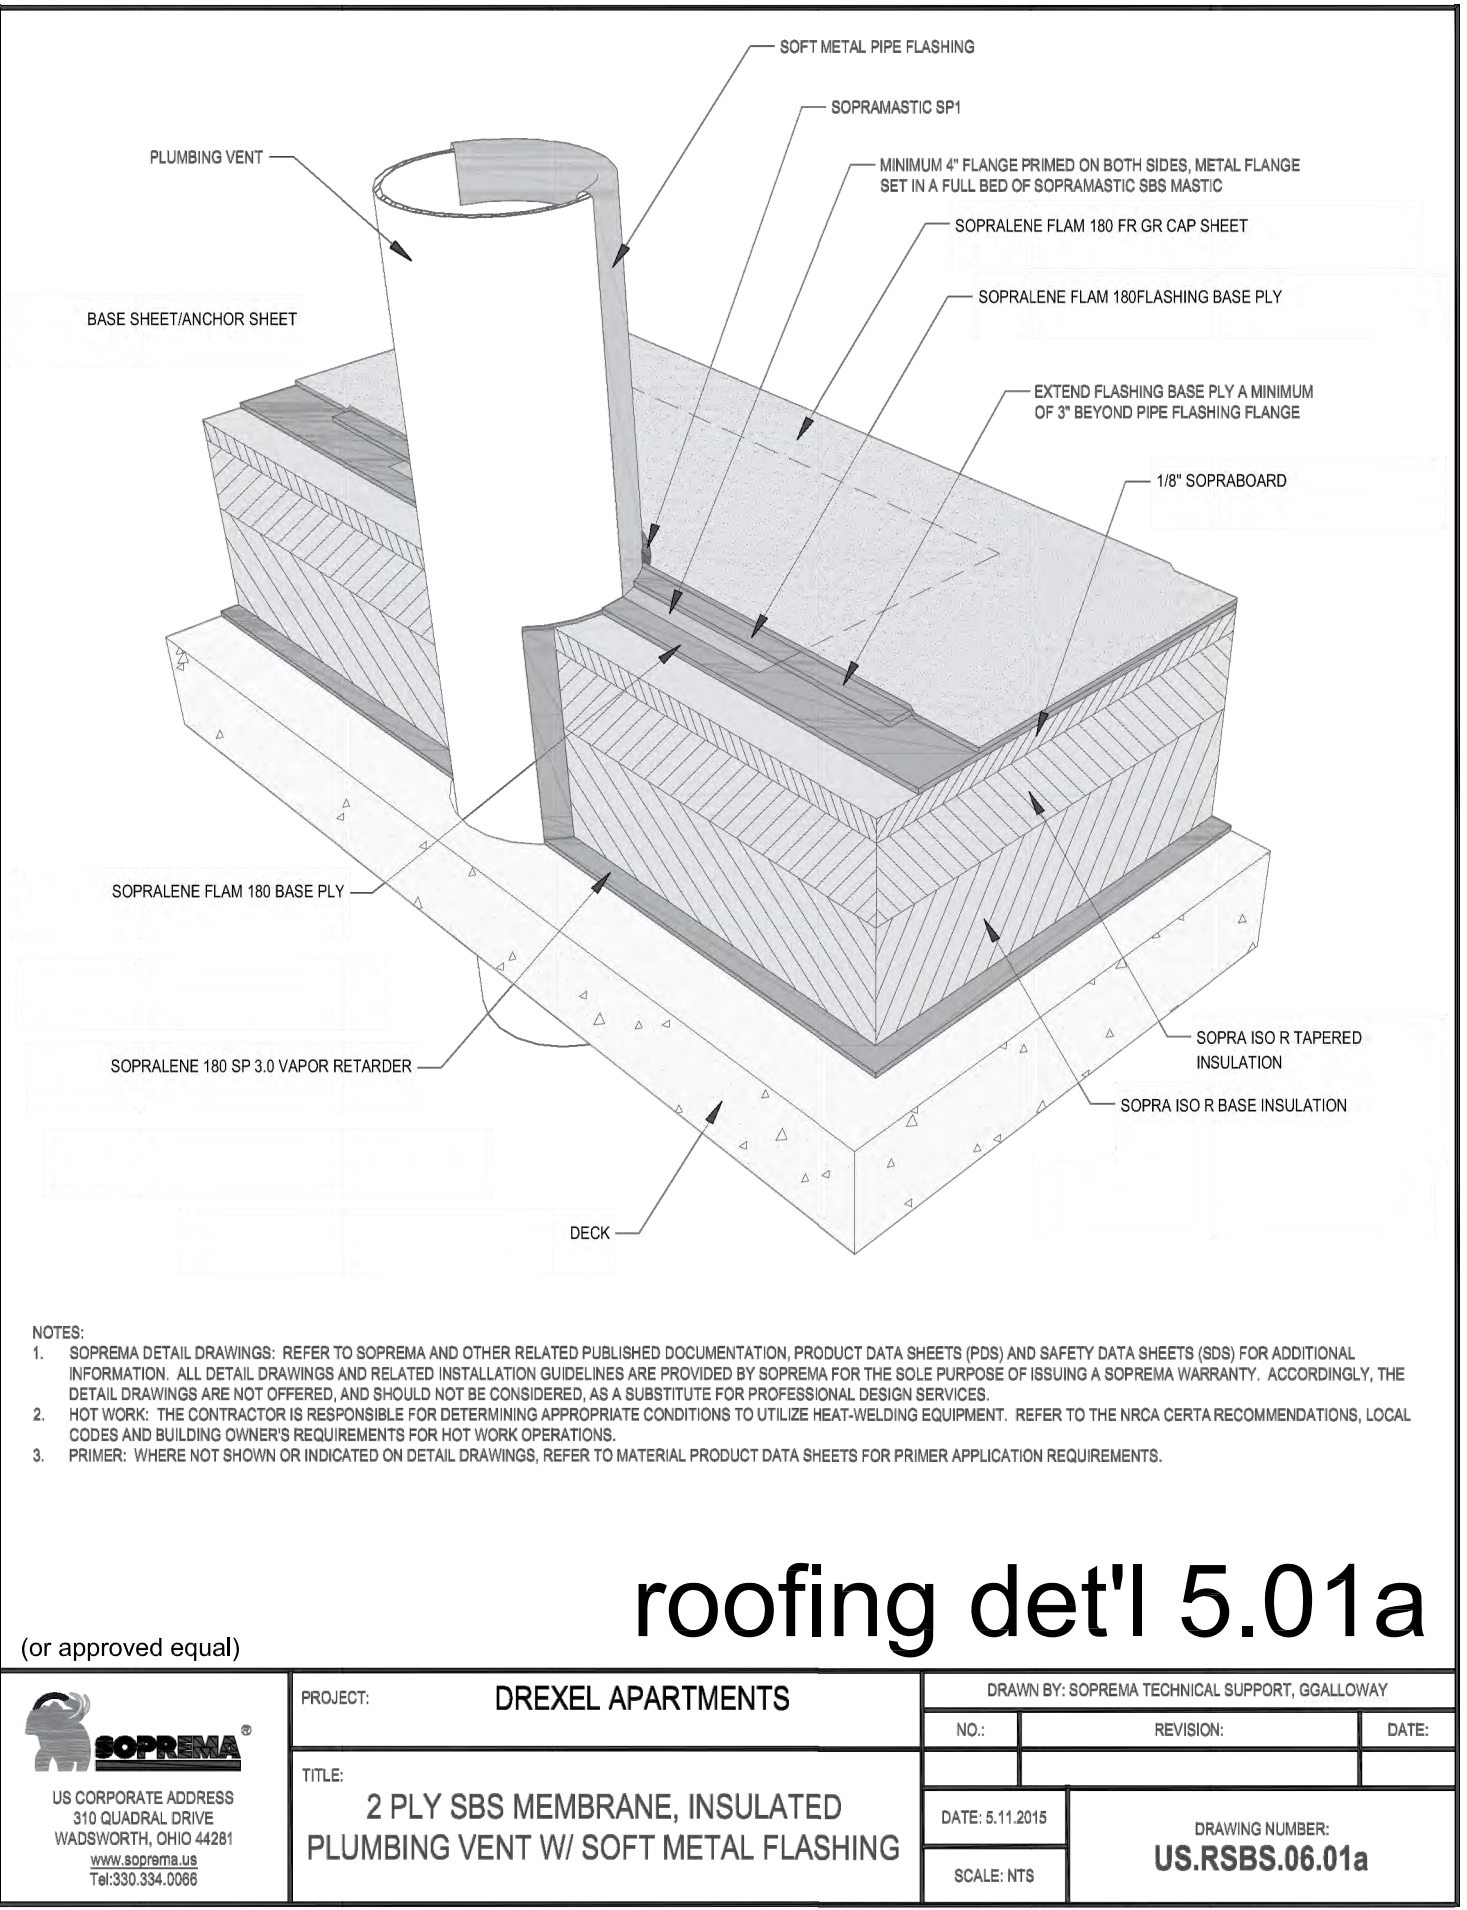 SOFT METAL PIPE FLASHING
SOPRAMASTIC SP1
PLUMBING VENT
MINIMUM 4" FLANGE PRIMED ON BOTH SIDES, METAL FLANGE
SET IN A FULL BED OF SOPRAMASTIC SBS MASTIC
SOPRALENE FLAM 180 FR GR CAP SHEET
SOPRALENE FLAM 180FLASHING BASE PLY
BASE SHEET/ANCHOR SHEET
EXTEND FLASHING BASE PLY A MINIMUM
OF 3" BEYOND PIPE FLASHING FLANGE
1/8" SOPRABOARD
SOPRALENE FLAM 180 BASE PLY
SOPRA ISO R TAPERED
INSULATION
SOPRALENE 180 SP 3.0 VAPOR RETARDER
SOPRA ISO R BASE INSULATION
DECK
NOTES:
1. SOPREMA DETAIL DRAWINGS: REFER TO SOPREMA AND OTHER RELATED PUBLISHED DOCUMENTATION, PRODUCT DATA SHEETS (PDS) AND SAFETY DATA SHEETS (SDS) FOR ADDITIONAL
INFORMATION. ALL DETAIL DRAWINGS AND RELATED INSTALLATION GUIDELINES ARE PROVIDED BY SOPREMA FOR THE SOLE PURPOSE OF ISSUING A SOPREMA WARRANTY. ACCORDINGLY, THE
DETAIL DRAWINGS ARE NOT OFFERED, AND SHOULD NOT BE CONSIDERED, AS A SUBSTITUTE FOR PROFESSIONAL DESIGN SERVICES.
2. HOT WORK: THE CONTRACTOR IS RESPONSIBLE FOR DETERMINING APPROPRIATE CONDITIONS TO UTILIZE HEAT-WELDING EQUIPMENT. REFER TO THE NRCA CERTA RECOMMENDATIONS, LOCAL
CODES AND BUILDING OWNER'S REQUIREMENTS FOR HOT WORK OPERATIONS.
3. PRIMER: WHERE NOT SHOWN OR INDICATED ON DETAIL DRAWINGS, REFER TO MATERIAL PRODUCT DATA SHEETS FOR PRIMER APPLICATION REQUIREMENTS.
roofing det'l 5.01a
(or approved equal)
SOPREMA®
US CORPORATE ADDRESS
310 QUADRAL DRIVE
WADSWORTH, OHIO 44281
www.soprema.us
Tel:330.334.0066
PROJECT: DREXEL APARTMENTS
TITLE:
2 PLY SBS MEMBRANE, INSULATED
PLUMBING VENT W/ SOFT METAL FLASHING
DRAWN BY: SOPREMA TECHNICAL SUPPORT, GGALLOWAY
NO.: REVISION: DATE:
DATE: 5.11.2015
SCALE: NTS
DRAWING NUMBER:
US.RSBS.06.01a